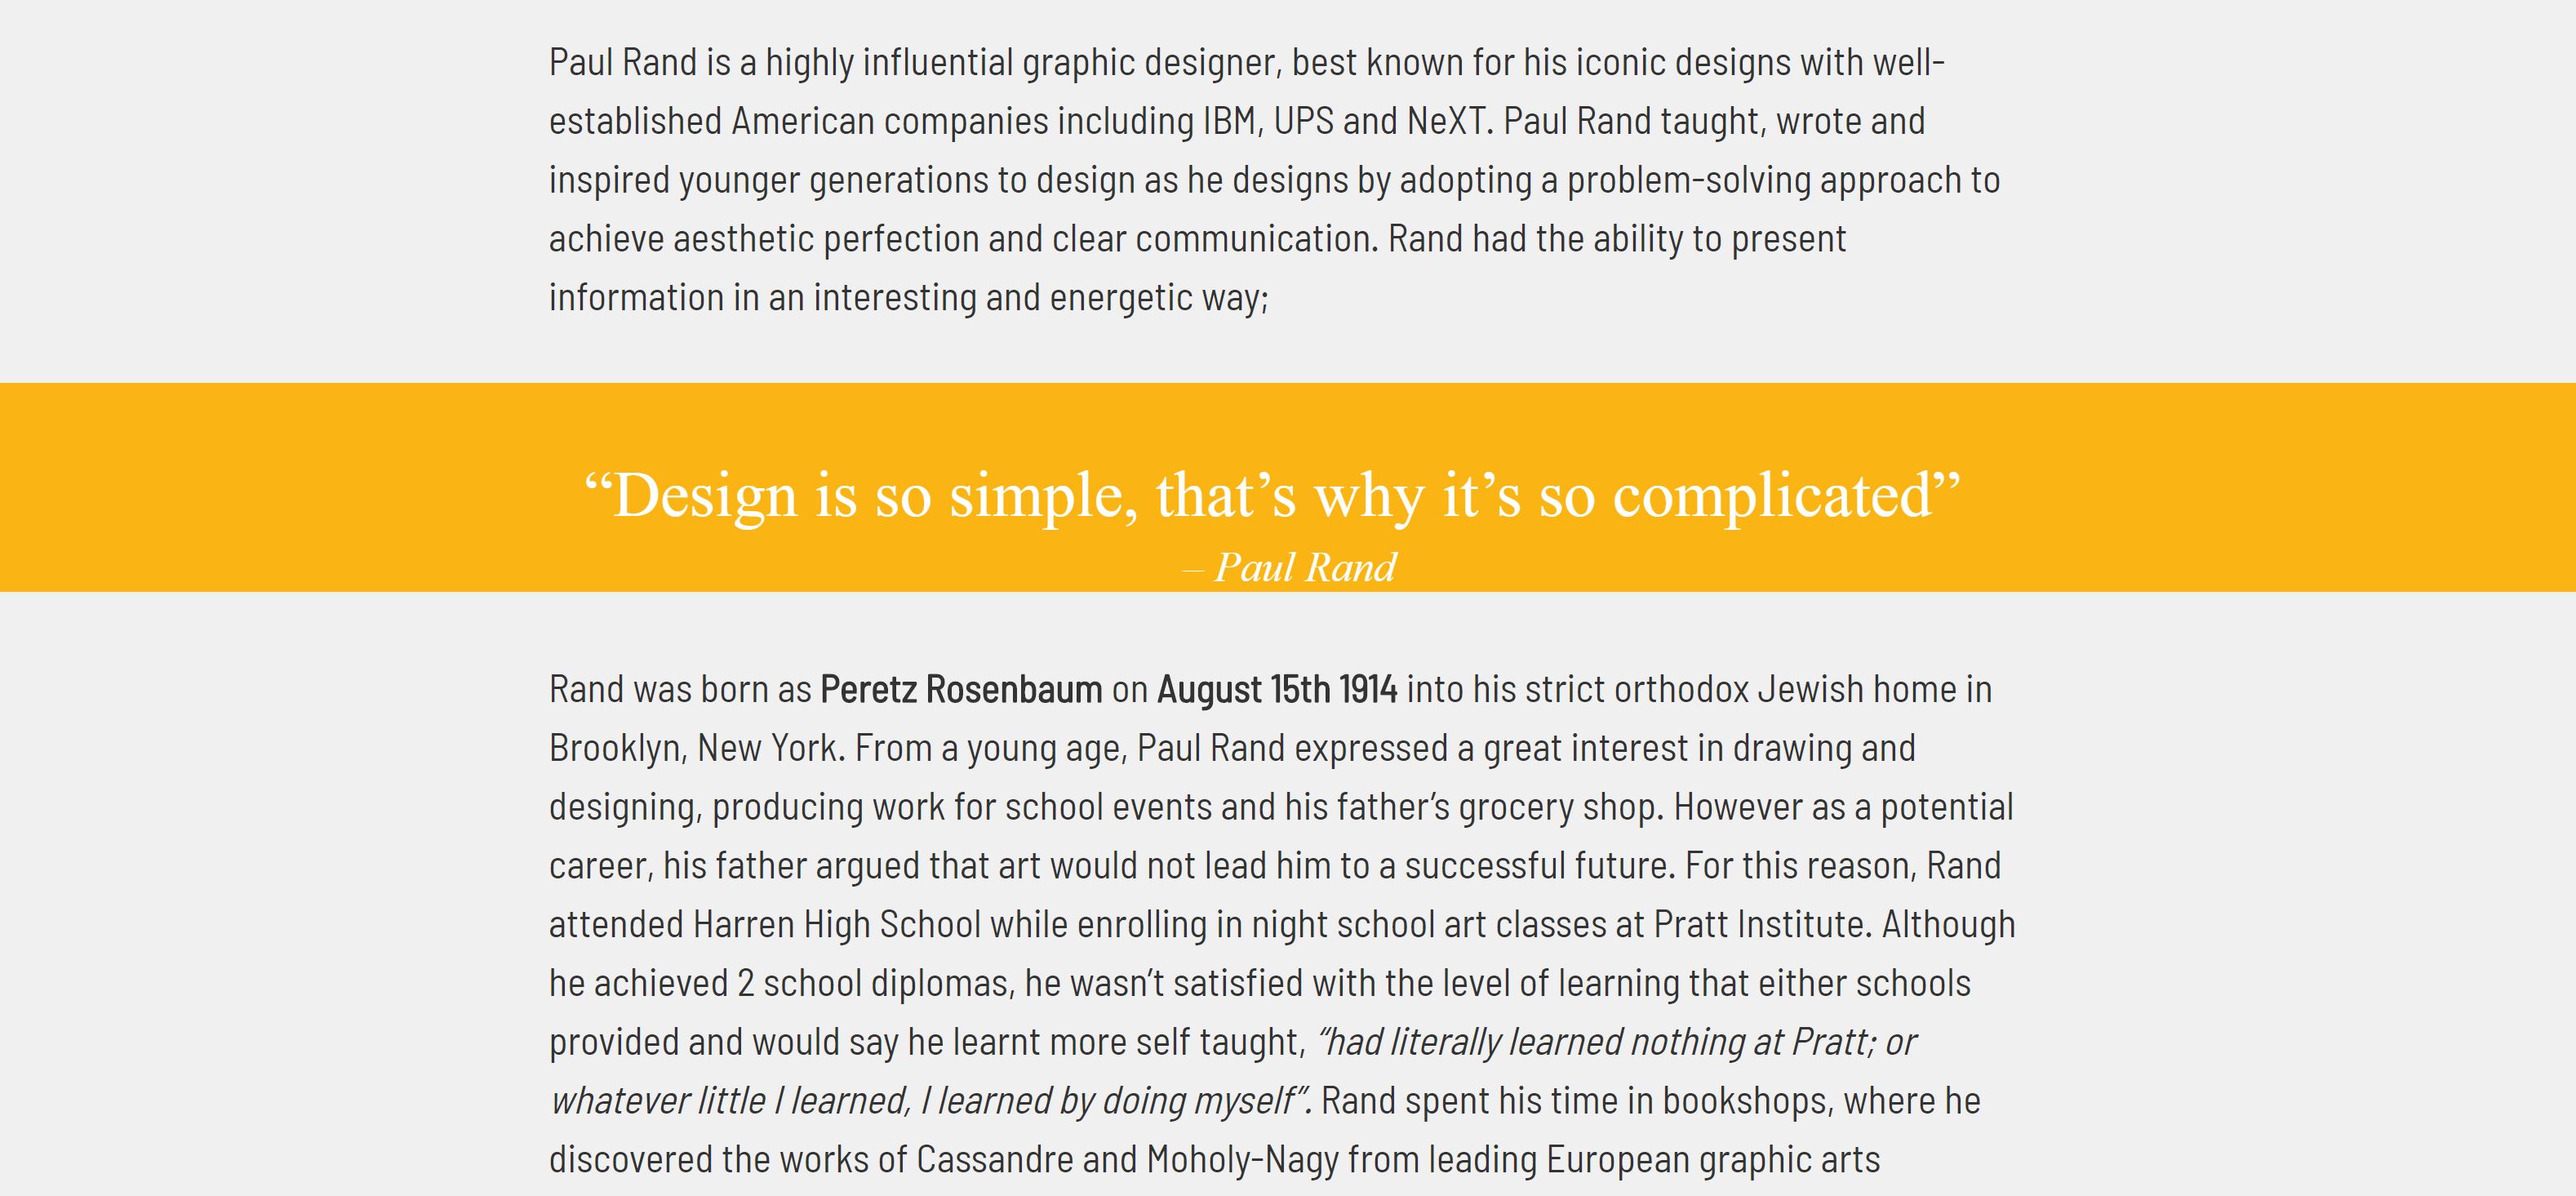 Paul Rand is a highly influential graphic designer, best known for his iconic designs with well-
established American companies including IBM, UPS and NeXT. Paul Rand taught, wrote and
inspired younger generations to design as he designs by adopting a problem-solving approach to
achieve aesthetic perfection and clear communication. Rand had the ability to present
information in an interesting and energetic way;
“Design is so simple, that’s why it’s so complicated”
– Paul Rand
Rand was born as Peretz Rosenbaum on August 15th 1914 into his strict orthodox Jewish home in
Brooklyn, New York. From a young age, Paul Rand expressed a great interest in drawing and
designing, producing work for school events and his father’s grocery shop. However as a potential
career, his father argued that art would not lead him to a successful future. For this reason, Rand
attended Harren High School while enrolling in night school art classes at Pratt Institute. Although
he achieved 2 school diplomas, he wasn’t satisfied with the level of learning that either schools
provided and would say he learnt more self taught, “had literally learned nothing at Pratt; or
whatever little I learned, I learned by doing myself”. Rand spent his time in bookshops, where he
discovered the works of Cassandre and Moholy-Nagy from leading European graphic arts